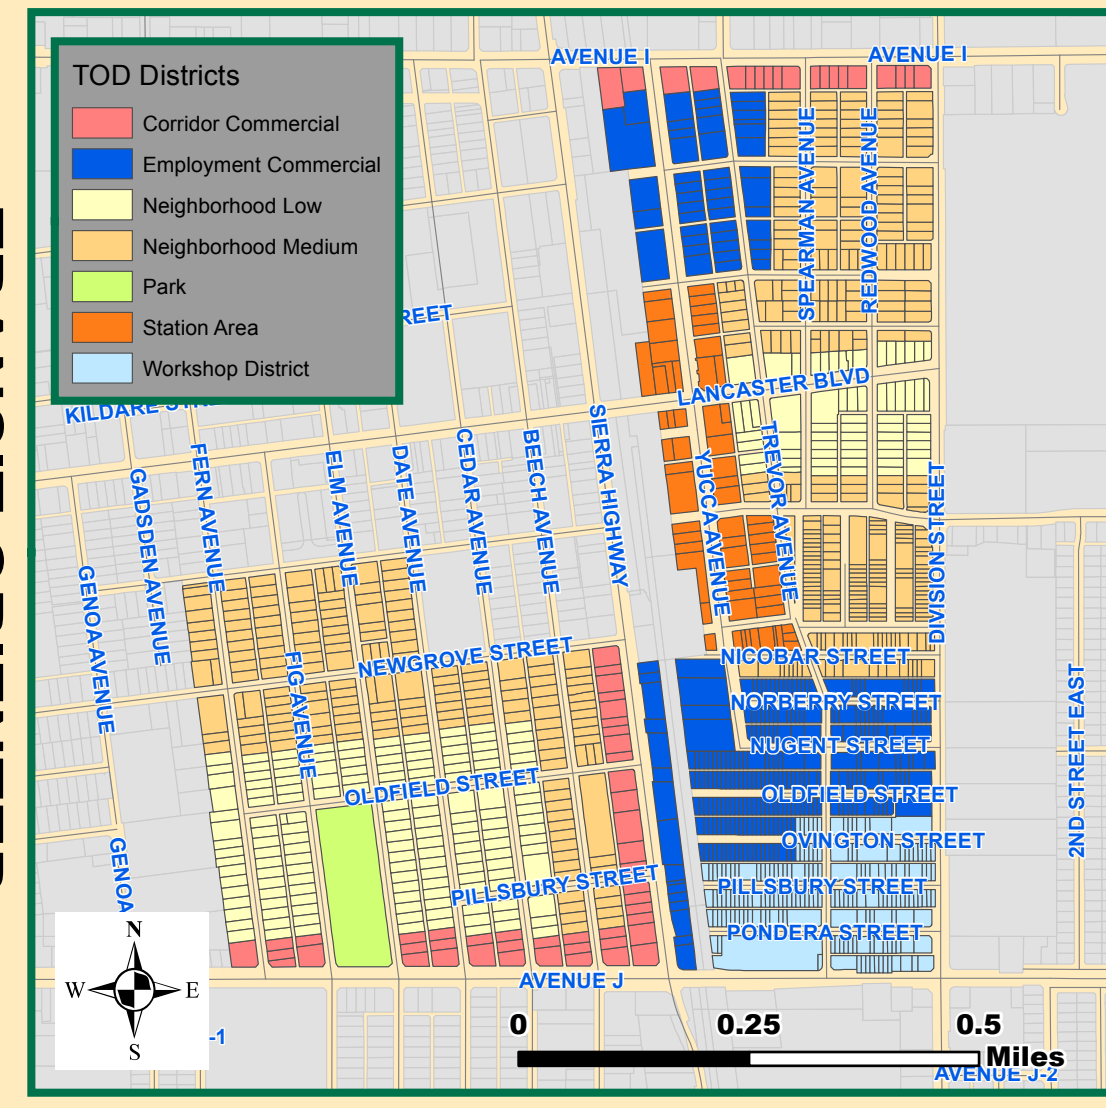 AVENUE I
AVENUE I
TOD Districts
Corridor Commercial
Employment Commercial
Neighborhood Low
Neighborhood Medium
Park
Station Area
Workshop District
SPEARMAN AVENUE
REDWOOD AVENUE
REET
LANCASTER BLVD
KILDARE
SIERRA HIGHWAY
FERN AVENUE
GADSDEN AVENUE
ELM AVENUE
DATE AVENUE
CEDAR AVENUE
BEECH AVENUE
YUCCA AVENUE
TREVOR AVENUE
DIVISION STREET
GENOA AVENUE
FIG AVENUE
NEWGROVE STREET
NICOBAR STREET
NORBERRY STREET
NUGENT STREET
OLDFIELD STREET
OLDFIELD STREET
OVINGTON STREET
PILLSBURY STREET
PILLSBURY STREET
PONDERA STREET
2ND STREET EAST
GENOA
AVENUE J
N
W E
S
-1
0 0.25 0.5
Miles
AVENUE J-2